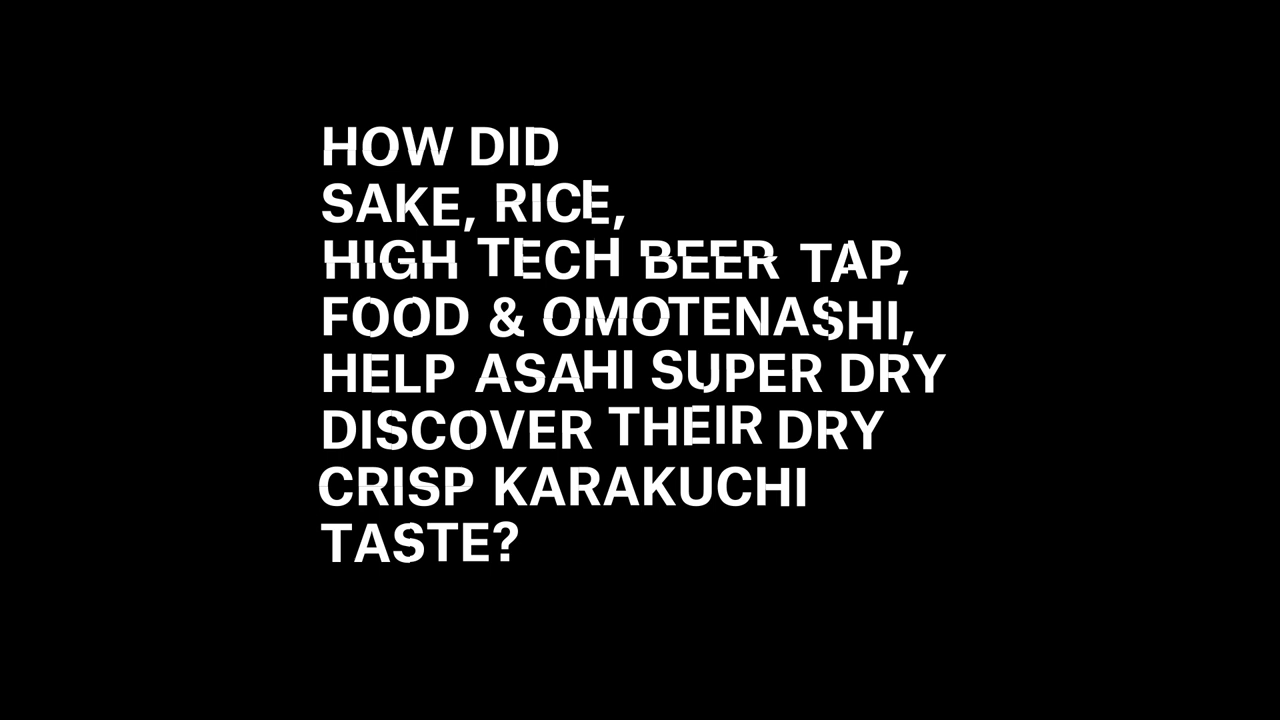 HOW DID
SAKE, RICE,
HIGH TECH BEER TAP,
FOOD & OMOTENASHI,
HELP ASAHI SUPER DRY
DISCOVER THEIR DRY
CRISP KARAKUCHI
TASTE?